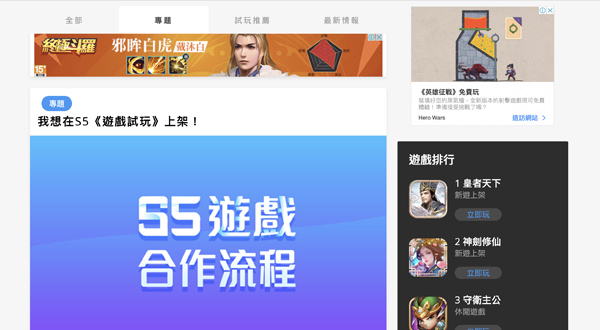 全部
專題
試玩推薦
最新情報
終極斗羅
邪眸白虎 戴沐白
15+
專題
我想在S5《遊戲試玩》上架！
S5遊戲
合作流程
《英雄征戰》免費玩
Hero Wars
造訪網站
遊戲排行
1 皇者天下
新遊上架
立即玩
2 神劍修仙
新遊上架
立即玩
3 守衛主公
休閒遊戲
立即玩